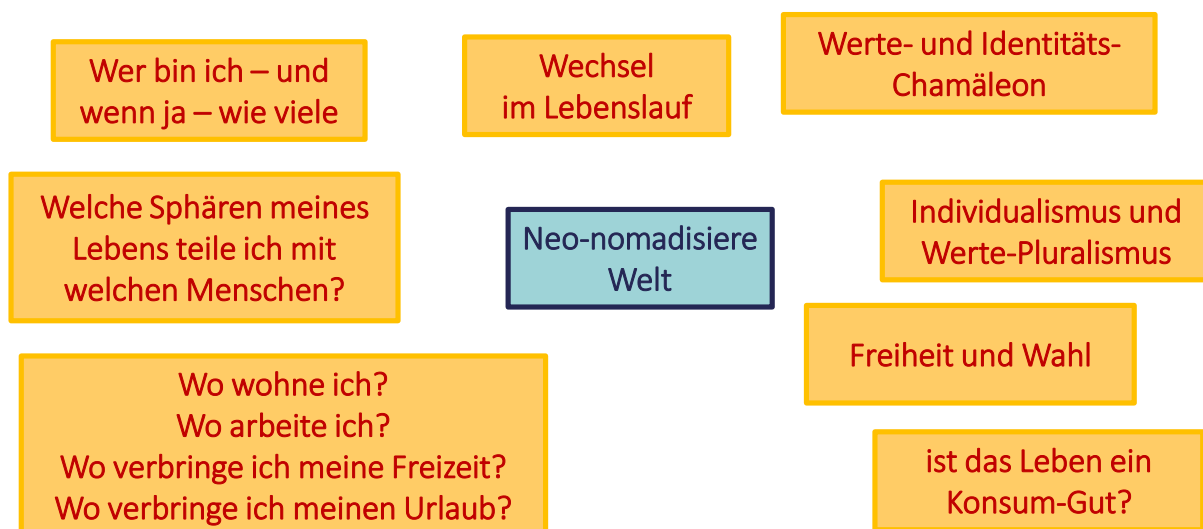 Wer bin ich – und
wenn ja – wie viele
Wechsel
im Lebenslauf
Werte- und Identitäts-
Chamäleon
Welche Sphären meines
Lebens teile ich mit
welchen Menschen?
Neo-nomadisiere
Welt
Individualismus und
Werte-Pluralismus
Freiheit und Wahl
Wo wohne ich?
Wo arbeite ich?
Wo verbringe ich meine Freizeit?
Wo verbringe ich meinen Urlaub?
ist das Leben ein
Konsum-Gut?